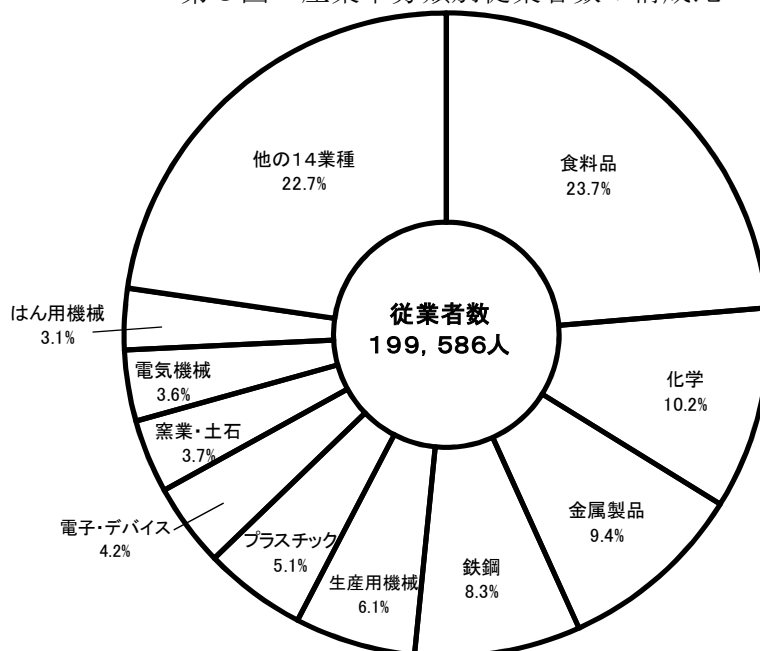 食料品
23.7%
化学
10.2%
金属製品
9.4%
鉄鋼
8.3%
生産用機械
6.1%
プラスチック
5.1%
電子・デバイス
4.2%
窯業・土石
3.7%
電気機械
3.6%
はん用機械
3.1%
他の14業種
22.7%
従業者数
199,586人